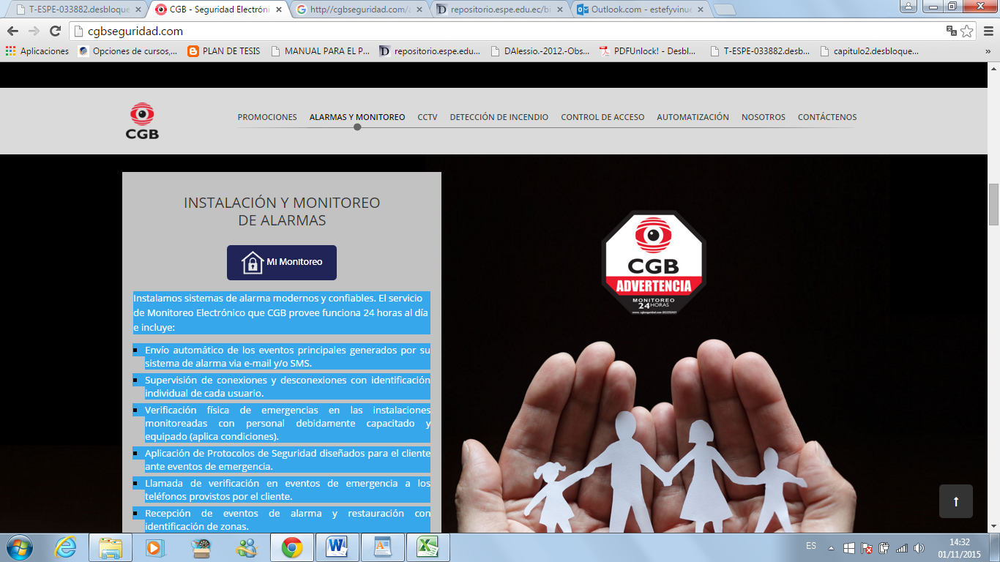 T-ESPE-033882.desbloque
CGB - Seguridad Electróni
http//cgbseguridad.com/
repositorio.espe.edu.ec/bi
Outlook.com - estefyvinue
cgbseguridad.com
Aplicaciones
Opciones de cursos,...
PLAN DE TESIS
MANUAL PARA EL P...
repositorio.espe.edu...
DAlessio.-2012.-Obs...
PDFUnlock! - Desbl...
T-ESPE-033882.desb...
capitulo2.desbloque...
»
CGB
PROMOCIONES
ALARMAS Y MONITOREO
CCTV
DETECCIÓN DE INCENDIO
CONTROL DE ACCESO
AUTOMATIZACIÓN
NOSOTROS
CONTÁCTENOS
INSTALACIÓN Y MONITOREO
DE ALARMAS
Mi Monitoreo
Instalamos sistemas de alarma modernos y confiables. El servicio
de Monitoreo Electrónico que CGB provee funciona 24 horas al día
e incluye:
Envío automático de los eventos principales generados por su
sistema de alarma via e-mail y/o SMS.
Supervisión de conexiones y desconexiones con identificación
individual de cada usuario.
Verificación física de emergencias en las instalaciones
monitoreadas con personal debidamente capacitado y
equipado (aplica condiciones).
Aplicación de Protocolos de Seguridad diseñados para el cliente
ante eventos de emergencia.
Llamada de verificación en eventos de emergencia a los
teléfonos provistos por el cliente.
Recepción de eventos de alarma y restauración con
identificación de zonas.
CGB
ADVERTENCIA
MONITOREO
24 HORAS
ES
14:32
01/11/2015